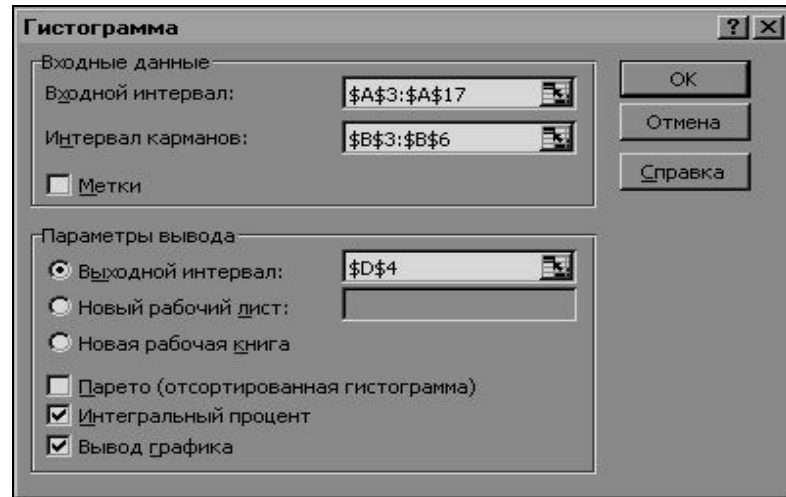 Гистограмма
Входные данные
Входной интервал: $A$3:$A$17
Интервал карманов: $B$3:$B$6
Метки
OK
Отмена
Справка
Параметры вывода
Выходной интервал: $D$4
Новый рабочий лист:
Новая рабочая книга
Парето (отсортированная гистограмма)
Интегральный процент
Вывод графика